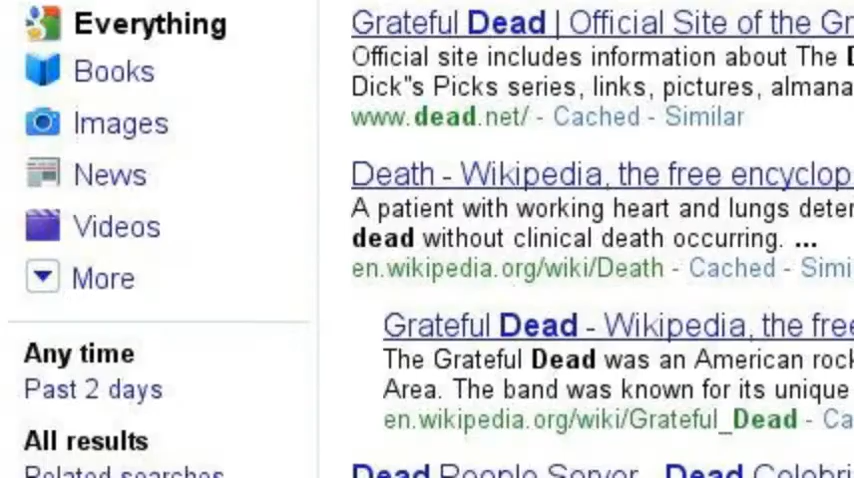 Everything
Books
Images
News
Videos
More
Any time
Past 2 days
All results
Related searches
Grateful Dead | Official Site of the Gr
Official site includes information about The D
Dick"s Picks series, links, pictures, almana
www.dead.net/ - Cached - Similar
Death - Wikipedia, the free encyclop
A patient with working heart and lungs deter
dead without clinical death occurring. ...
en.wikipedia.org/wiki/Death - Cached - Simi
Grateful Dead - Wikipedia, the free
The Grateful Dead was an American rock
Area. The band was known for its unique
en.wikipedia.org/wiki/Grateful_Dead - Ca
Dead People Server - Dead Celebri